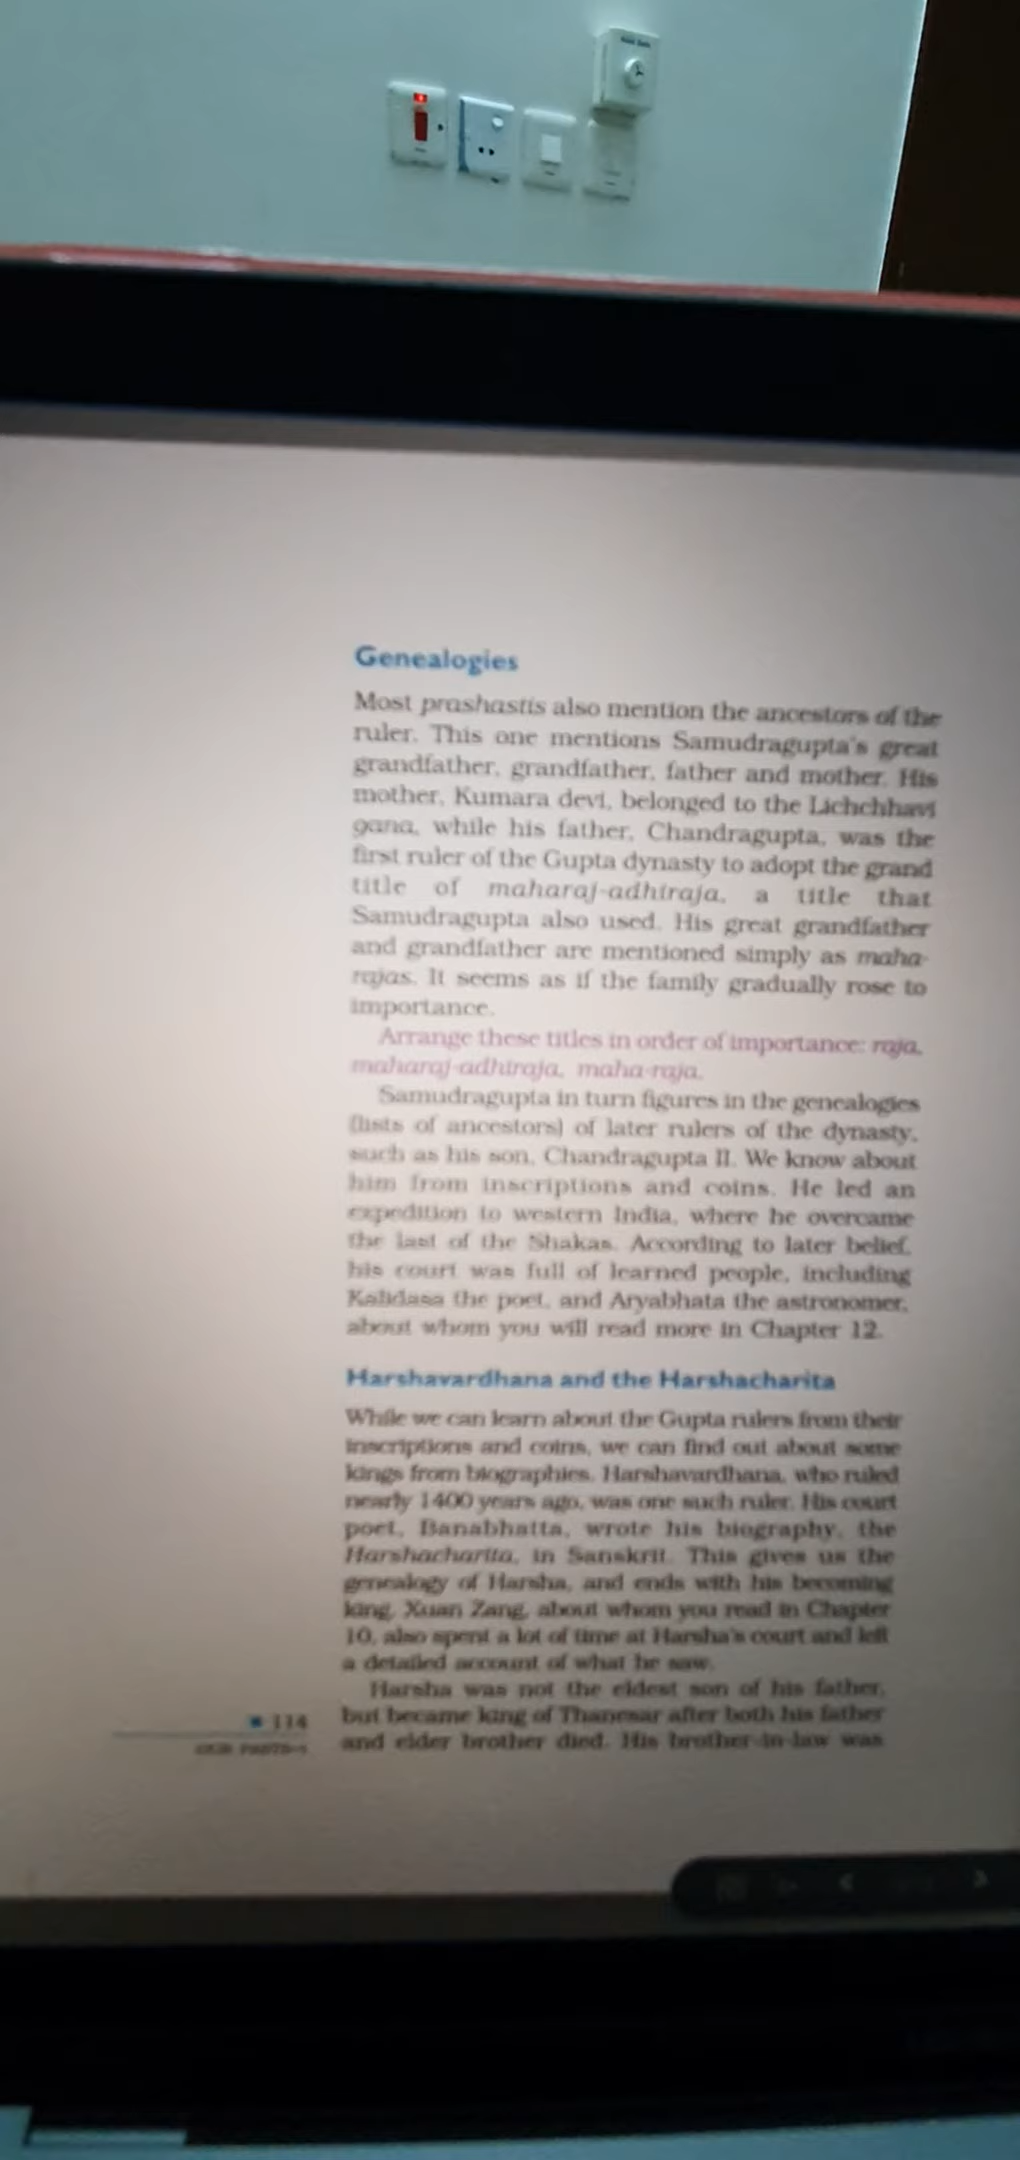 Genealogies
Most prashastis also mention the ancestors of the
ruler. This one mentions Samudragupta's great
grandfather, grandfather, father and mother. His
mother, Kumara devi, belonged to the Lichchhavi
gana, while his father, Chandragupta, was the
first ruler of the Gupta dynasty to adopt the grand
title of maharaj-adhiraja, a title that
Samudragupta also used. His great grandfather
and grandfather are mentioned simply as maha-
rajas. It seems as if the family gradually rose to
importance.
Arrange these titles in order of importance: raja,
maharaj-adhiraja, maha-raja.
Samudragupta in turn figures in the genealogies
(lists of ancestors) of later rulers of the dynasty,
such as his son, Chandragupta II. We know about
him from inscriptions and coins. He led an
expedition to western India, where he overcame
the last of the Shakas. According to later belief,
his court was full of learned people, including
Kalidasa the poet, and Aryabhata the astronomer,
about whom you will read more in Chapter 12.
Harshavardhana and the Harshacharita
While we can learn about the Gupta rulers from their
inscriptions and coins, we can find out about some
kings from biographies. Harshavardhana, who ruled
nearly 1400 years ago, was one such ruler. His court
poet, Banabhatta, wrote his biography, the
Harshacharita, in Sanskrit. This gives us the
genealogy of Harsha, and ends with his becoming
king. Xuan Zang, about whom you read in Chapter
10, also spent a lot of time at Harsha's court and left
a detailed account of what he saw.
Harsha was not the eldest son of his father,
but became king of Thanesar after both his father
and elder brother died. His brother-in-law was
114
OUR PASTS-I